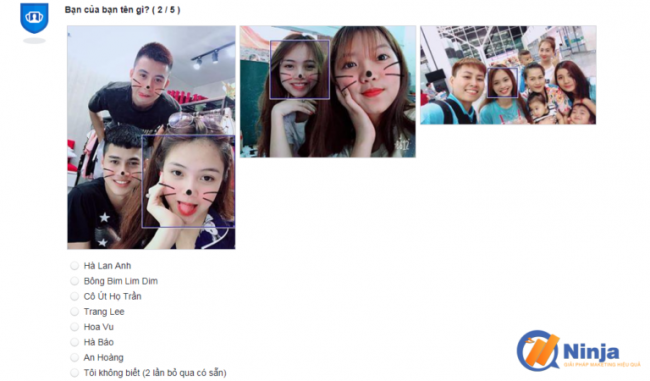 Bạn của bạn tên gì? ( 2 / 5 )
Hà Lan Anh
Bông Bim Lim Dim
Cô Út Họ Trần
Trang Lee
Hoa Vu
Hà Bảo
An Hoàng
Tôi không biết (2 lần bỏ qua có sẵn)
Ninja
GIẢI PHÁP MARKETING HIỆU QUẢ